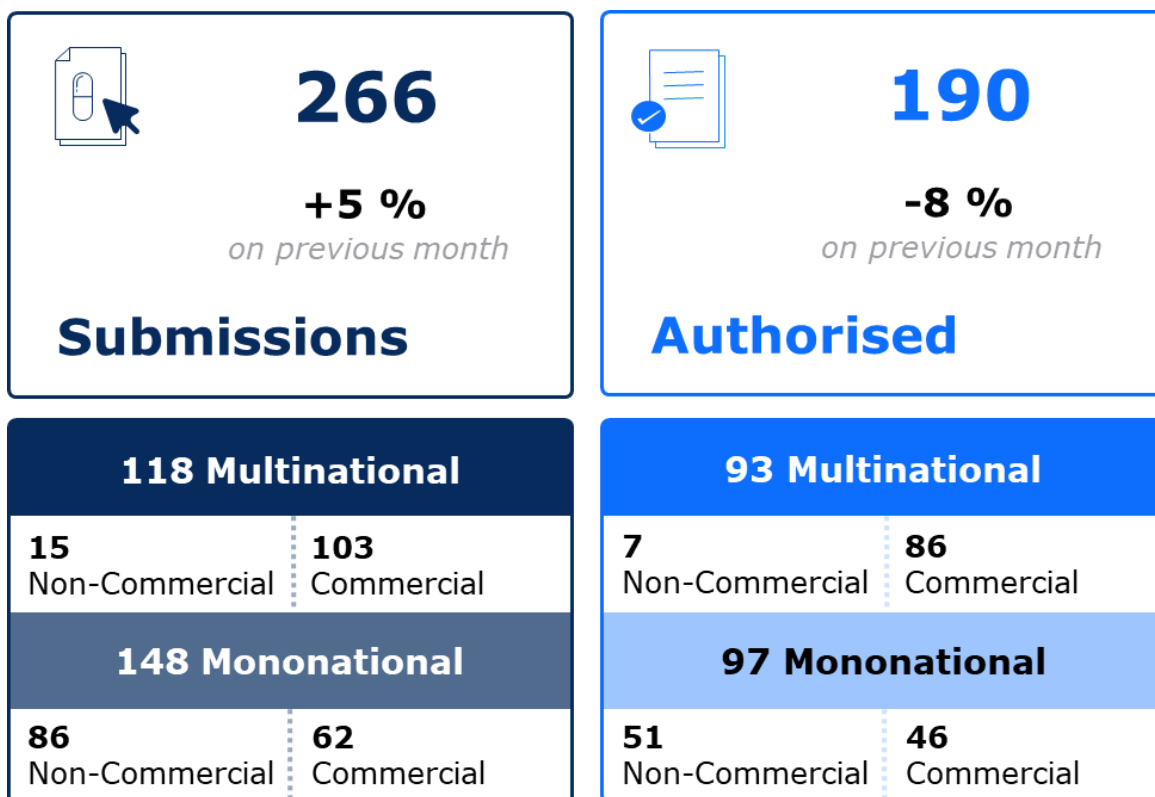 266
+5 %
on previous month
Submissions
118 Multinational
15
Non-Commercial
103
Commercial
148 Mononational
86
Non-Commercial
62
Commercial
190
-8 %
on previous month
Authorised
93 Multinational
7
Non-Commercial
86
Commercial
97 Mononational
51
Non-Commercial
46
Commercial